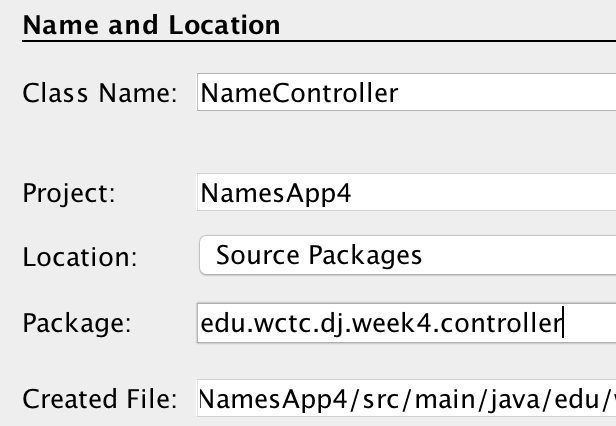 Name and Location
Class Name: NameController
Project: NamesApp4
Location: Source Packages
Package: edu.wctc.dj.week4.controller
Created File: NamesApp4/src/main/java/edu/